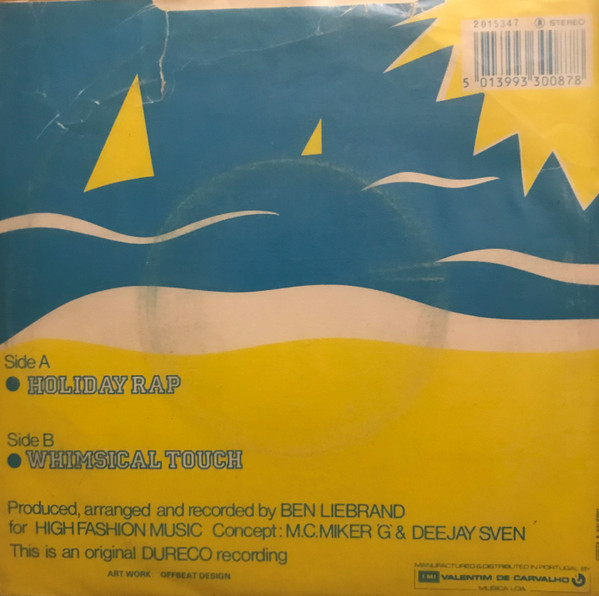 2015347 Ⓐ STEREO
5 013993 300878
Side A
● HOLIDAY RAP
Side B
● WHIMSICAL TOUCH
Produced, arranged and recorded by BEN LIEBRAND
for HIGH FASHION MUSIC Concept: M.C. MIKER 'G' & DEEJAY SVEN
This is an original DURECO recording
ART WORK OFFBEAT DESIGN
MANUFACTURED & DISTRIBUTED IN PORTUGAL BY
EMI VALENTIM DE CARVALHO
MUSICA LDA.